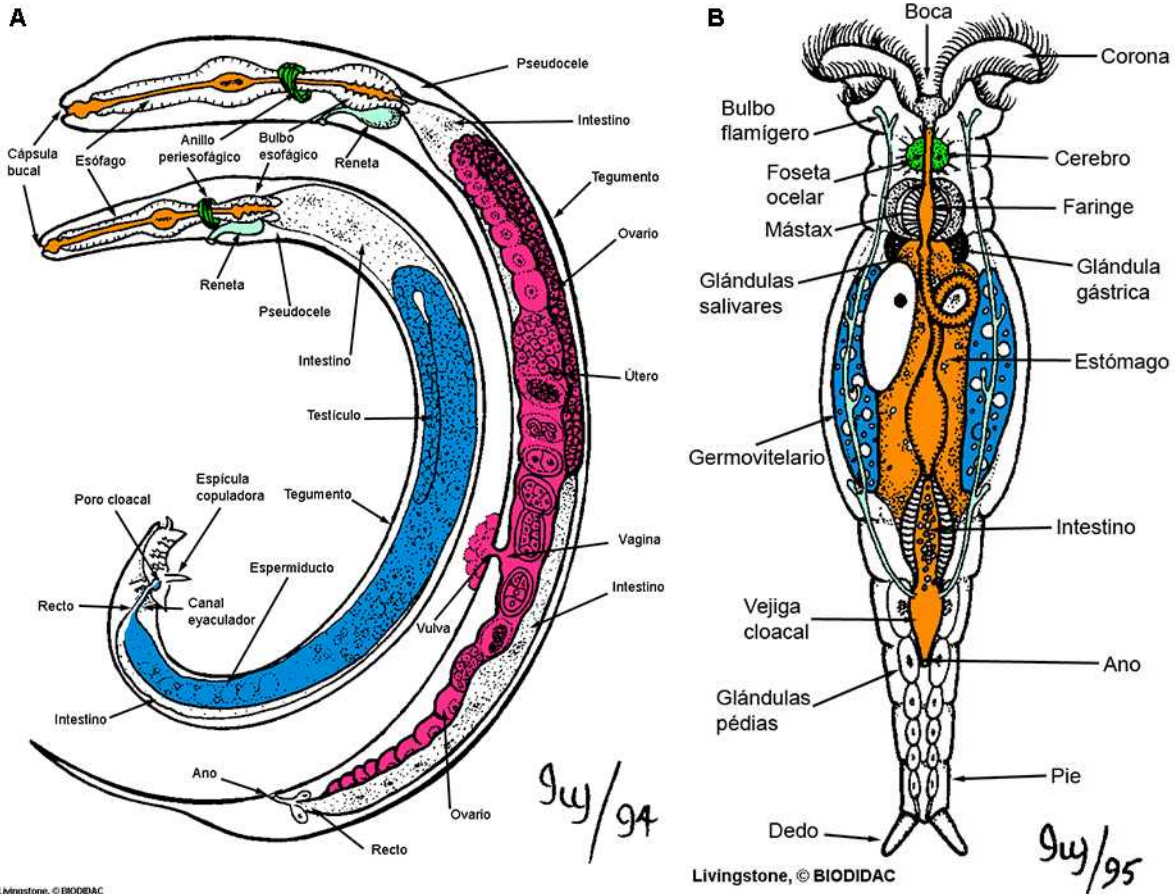 A
Pseudocele
Intestino
Cápsula
bucal
Esófago
Anillo
periesofágico
Bulbo
esofágico
Reneta
Tegumento
Ovario
Reneta
Pseudocele
Intestino
Útero
Testículo
Espícula
copuladora
Poro cloacal
Tegumento
Vagina
Espermiducto
Intestino
Recto
Canal
eyaculador
Vulva
Intestino
Ano
Ovario
Recto
94
Livingstone, © BIODIDAC
B
Boca
Corona
Bulbo
flamígero
Cerebro
Foseta
ocelar
Faringe
Mástax
Glándulas
salivares
Glándula
gástrica
Estómago
Germovitelario
Intestino
Vejiga
cloacal
Ano
Glándulas
pédias
Pie
Dedo
95
Livingstone, © BIODIDAC